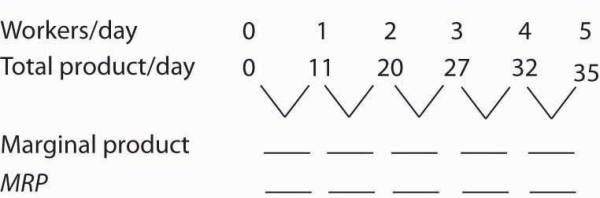 Workers/day 0 1 2 3 4 5
Total product/day 0 11 20 27 32 35
Marginal product
MRP